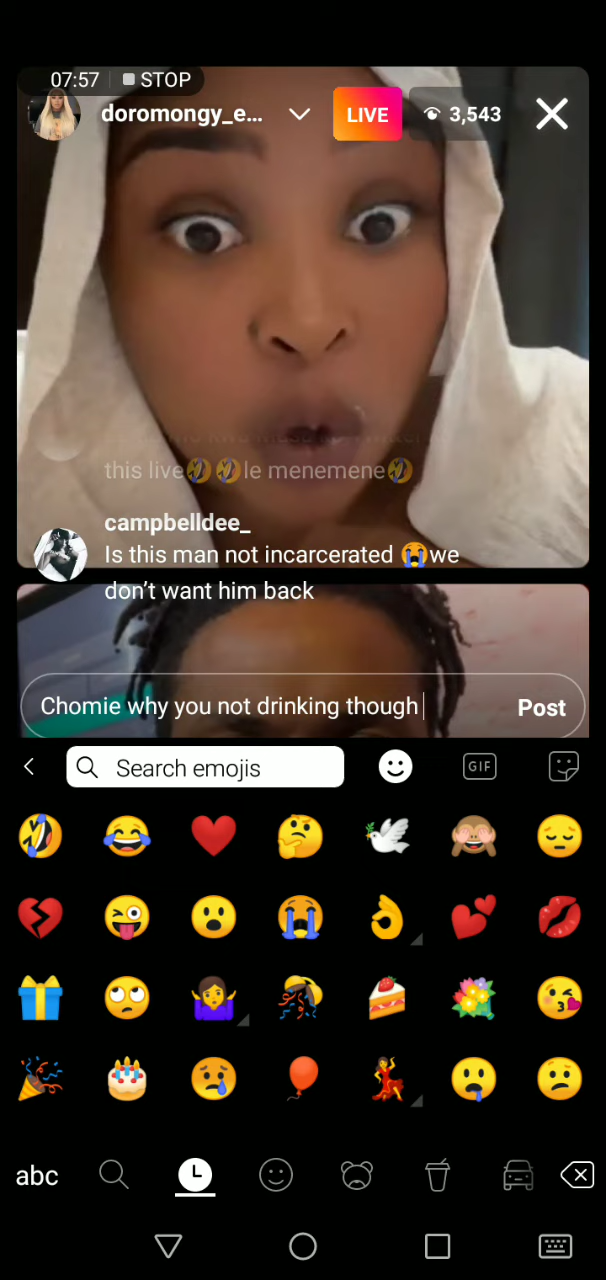 07:57 STOP
doromongy_e... LIVE 3,543
this live🤣🤣le menemene🤣
campbelldee_
Is this man not incarcerated 😭we
don't want him back
Chomie why you not drinking though Post
Search emojis GIF
abc